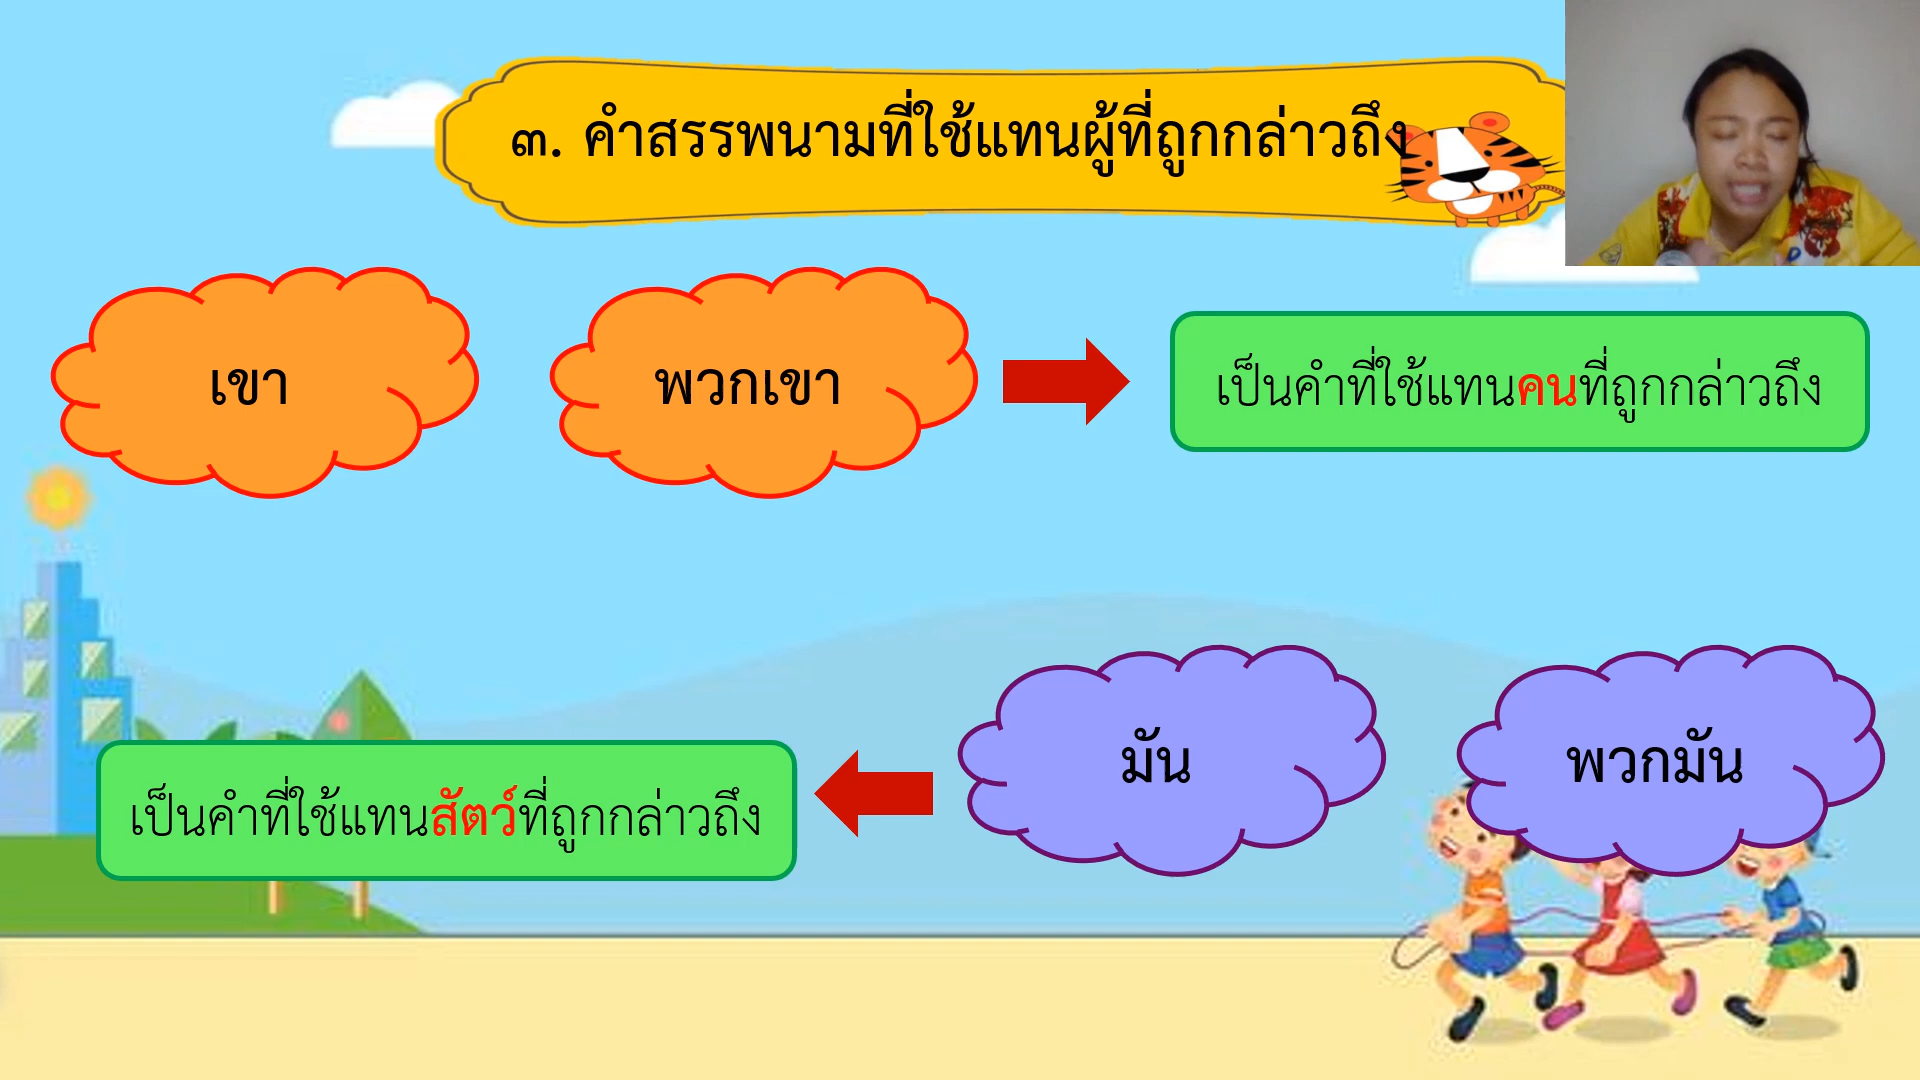 ๓. คำสรรพนามที่ใช้แทนผู้ที่ถูกกล่าวถึง
เขา
พวกเขา
เป็นคำที่ใช้แทนคนที่ถูกกล่าวถึง
มัน
พวกมัน
เป็นคำที่ใช้แทนสัตว์ที่ถูกกล่าวถึง